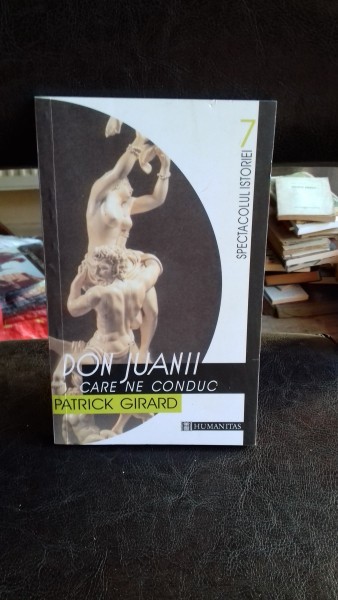 7
SPECTACOLUL ISTORIEI
DON JUANII
CARE NE CONDUC
PATRICK GIRARD
HUMANITAS